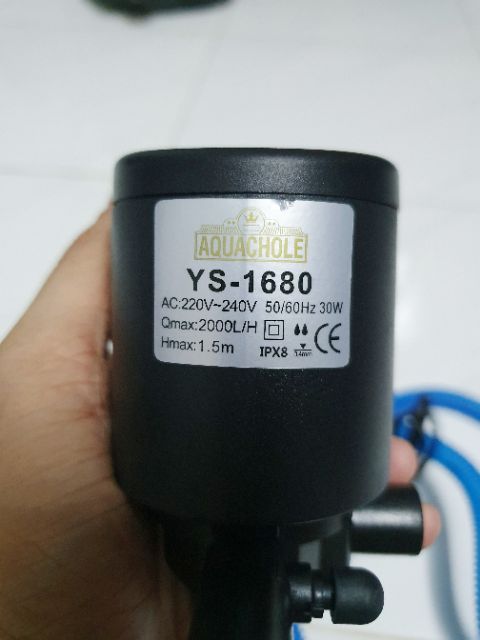 AQUACHOLE
YS-1680
AC:220V~240V 50/60Hz 30W
Qmax:2000L/H
Hmax:1.5m IPX8 CE